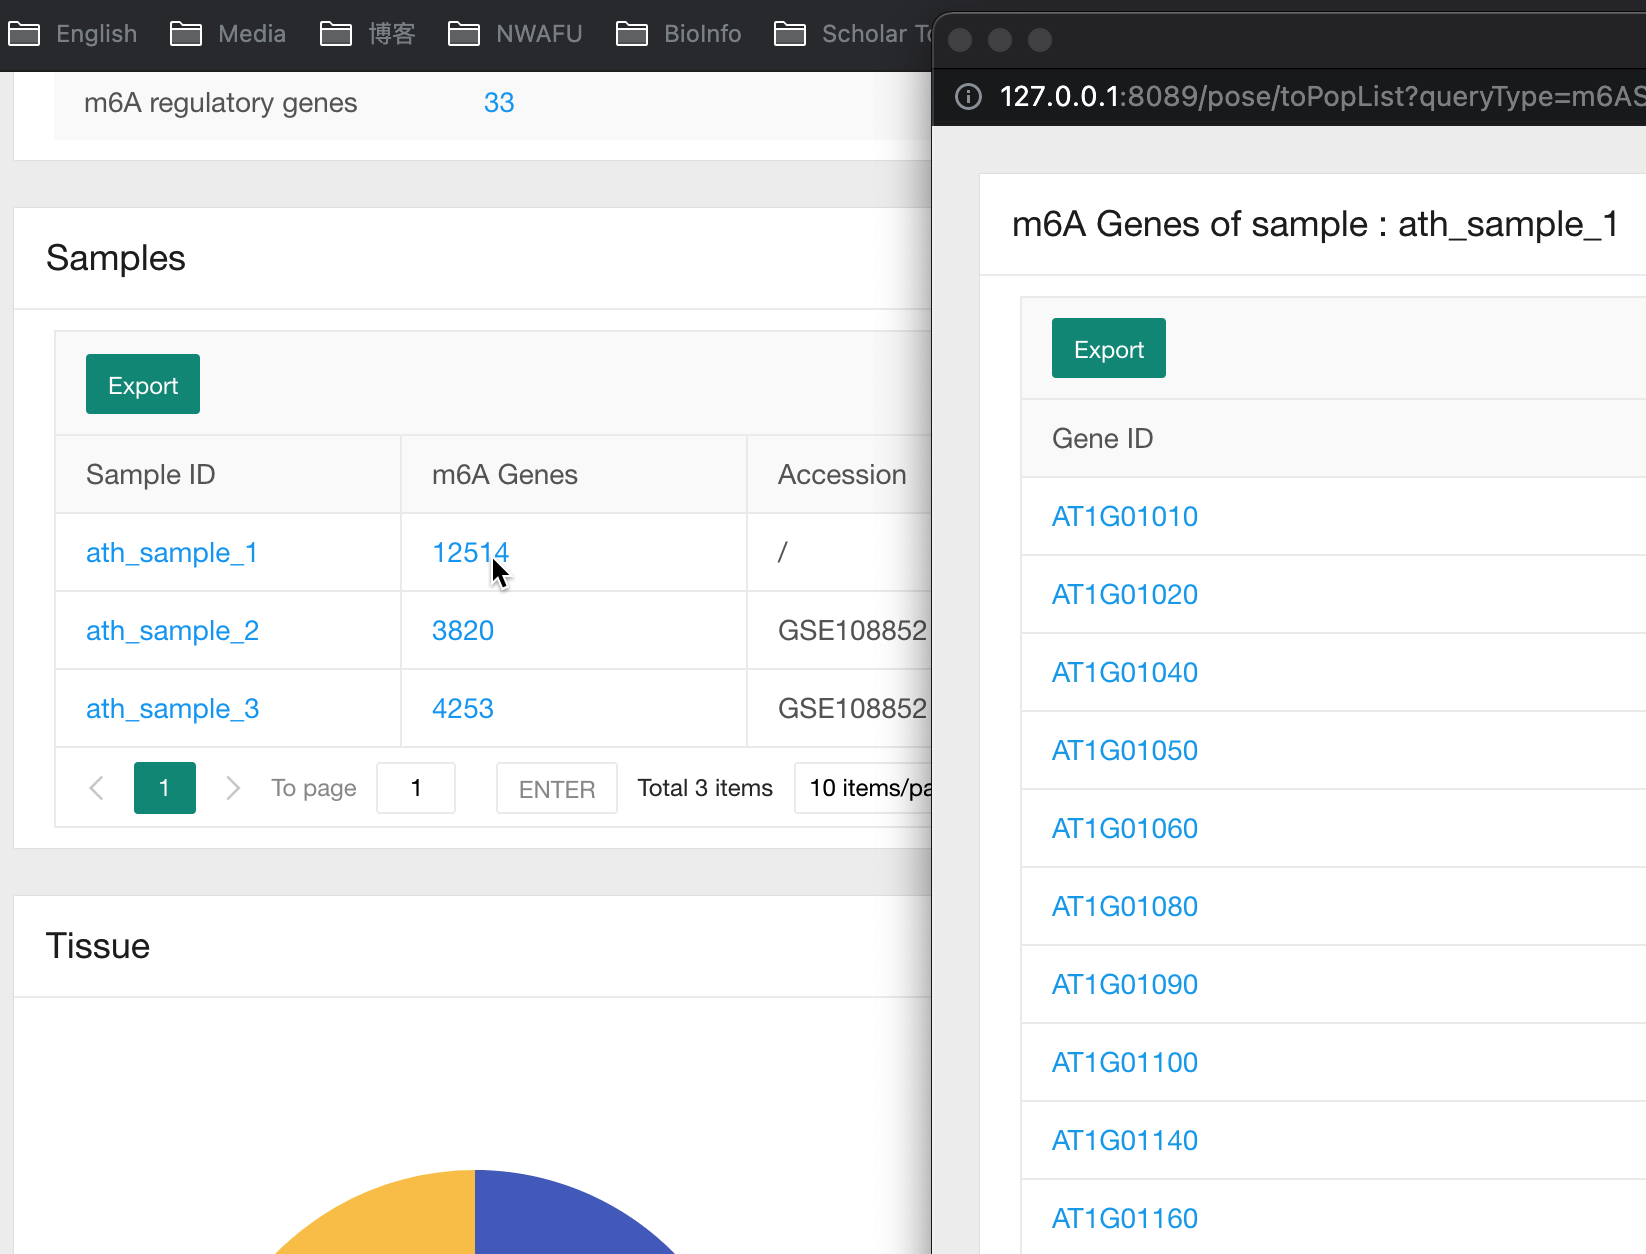 English Media 博客 NWAFU BioInfo Scholar
m6A regulatory genes 33
Samples
Export
Sample ID m6A Genes Accession
ath_sample_1 12514 /
ath_sample_2 3820 GSE108852
ath_sample_3 4253 GSE108852
1 To page 1 ENTER Total 3 items 10 items/pa
Tissue
127.0.0.1:8089/pose/toPopList?queryType=m6AS
m6A Genes of sample : ath_sample_1
Export
Gene ID
AT1G01010
AT1G01020
AT1G01040
AT1G01050
AT1G01060
AT1G01080
AT1G01090
AT1G01100
AT1G01140
AT1G01160